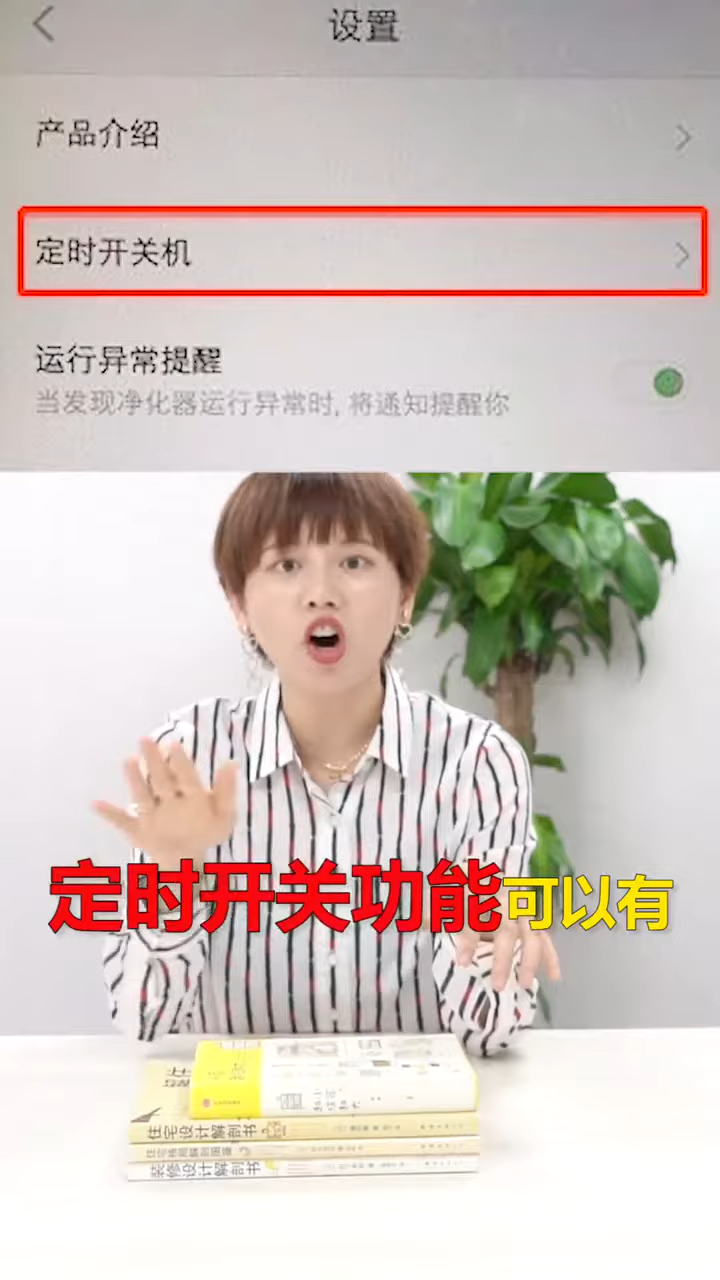 设置
产品介绍
定时开关机
运行异常提醒
当发现净化器运行异常时, 将通知提醒你
定时开关功能可以有
住宅设计解剖书
装修设计解剖书